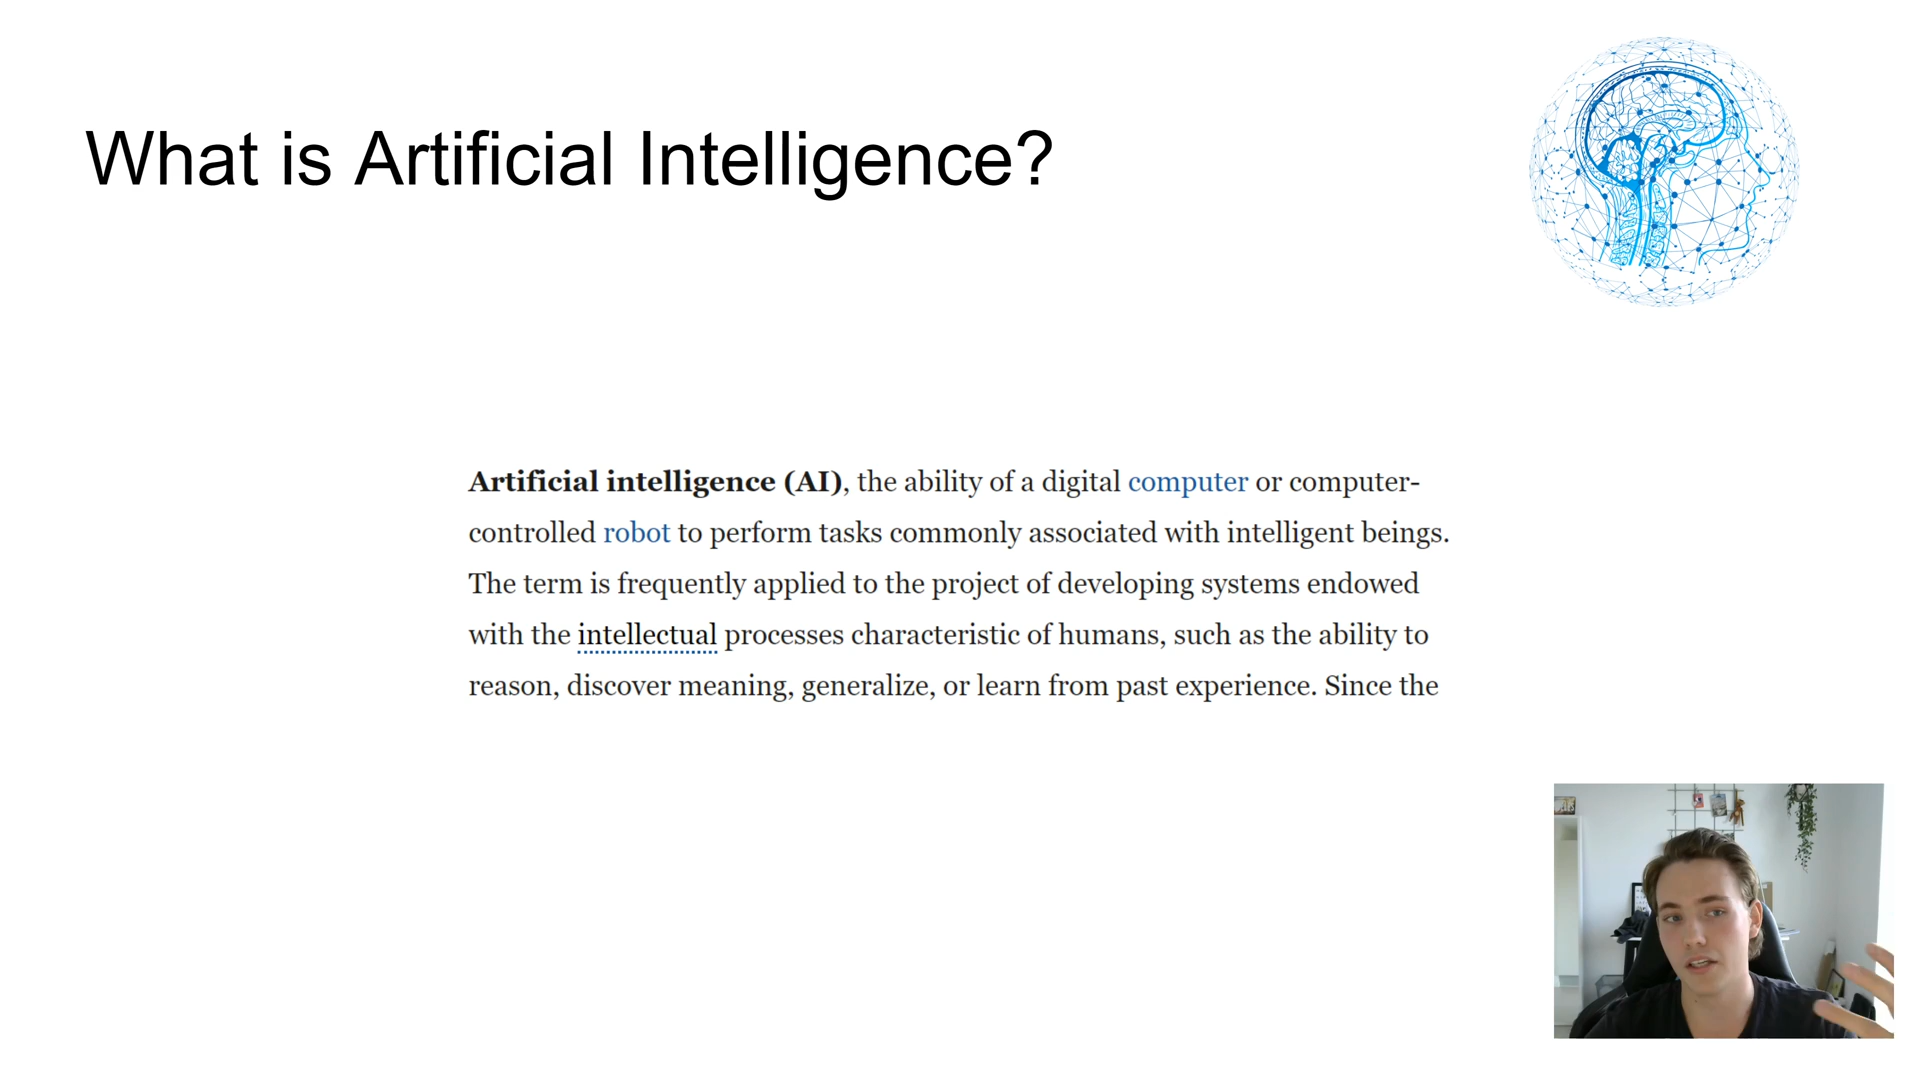 What is Artificial Intelligence?
Artificial intelligence (AI), the ability of a digital computer or computer-
controlled robot to perform tasks commonly associated with intelligent beings.
The term is frequently applied to the project of developing systems endowed
with the intellectual processes characteristic of humans, such as the ability to
reason, discover meaning, generalize, or learn from past experience. Since the